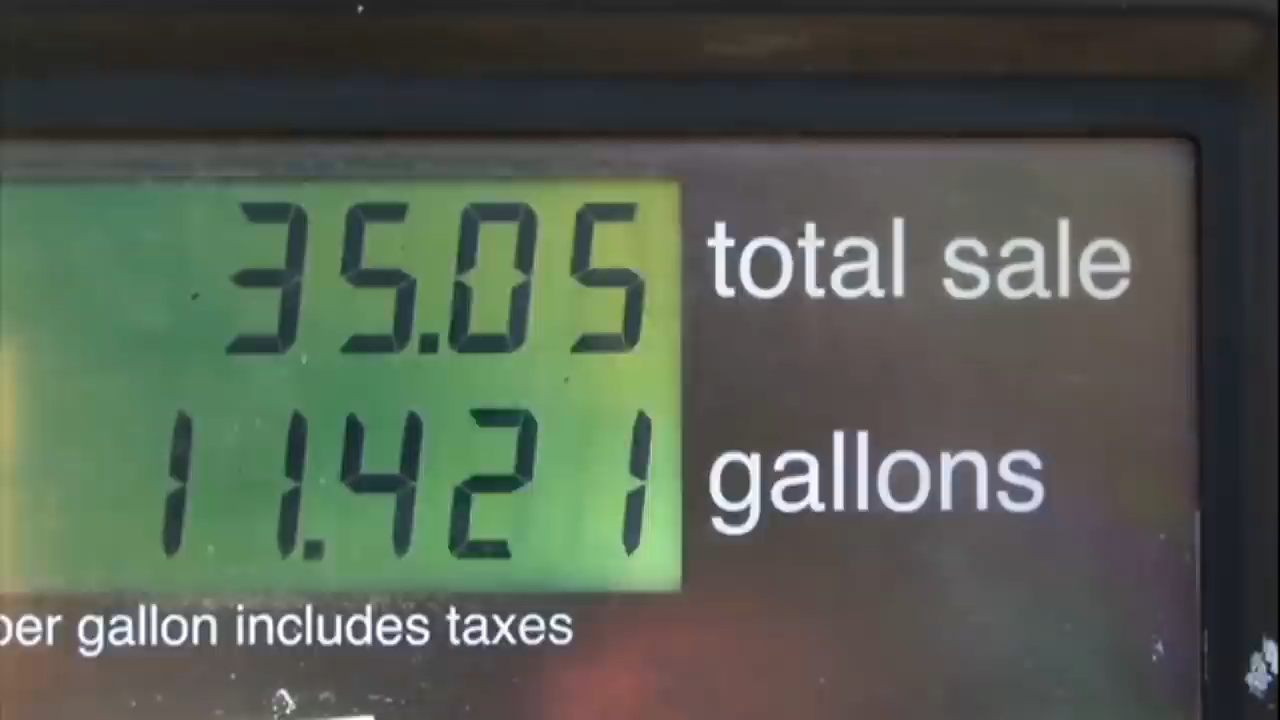 35.05 total sale
11.421 gallons
per gallon includes taxes